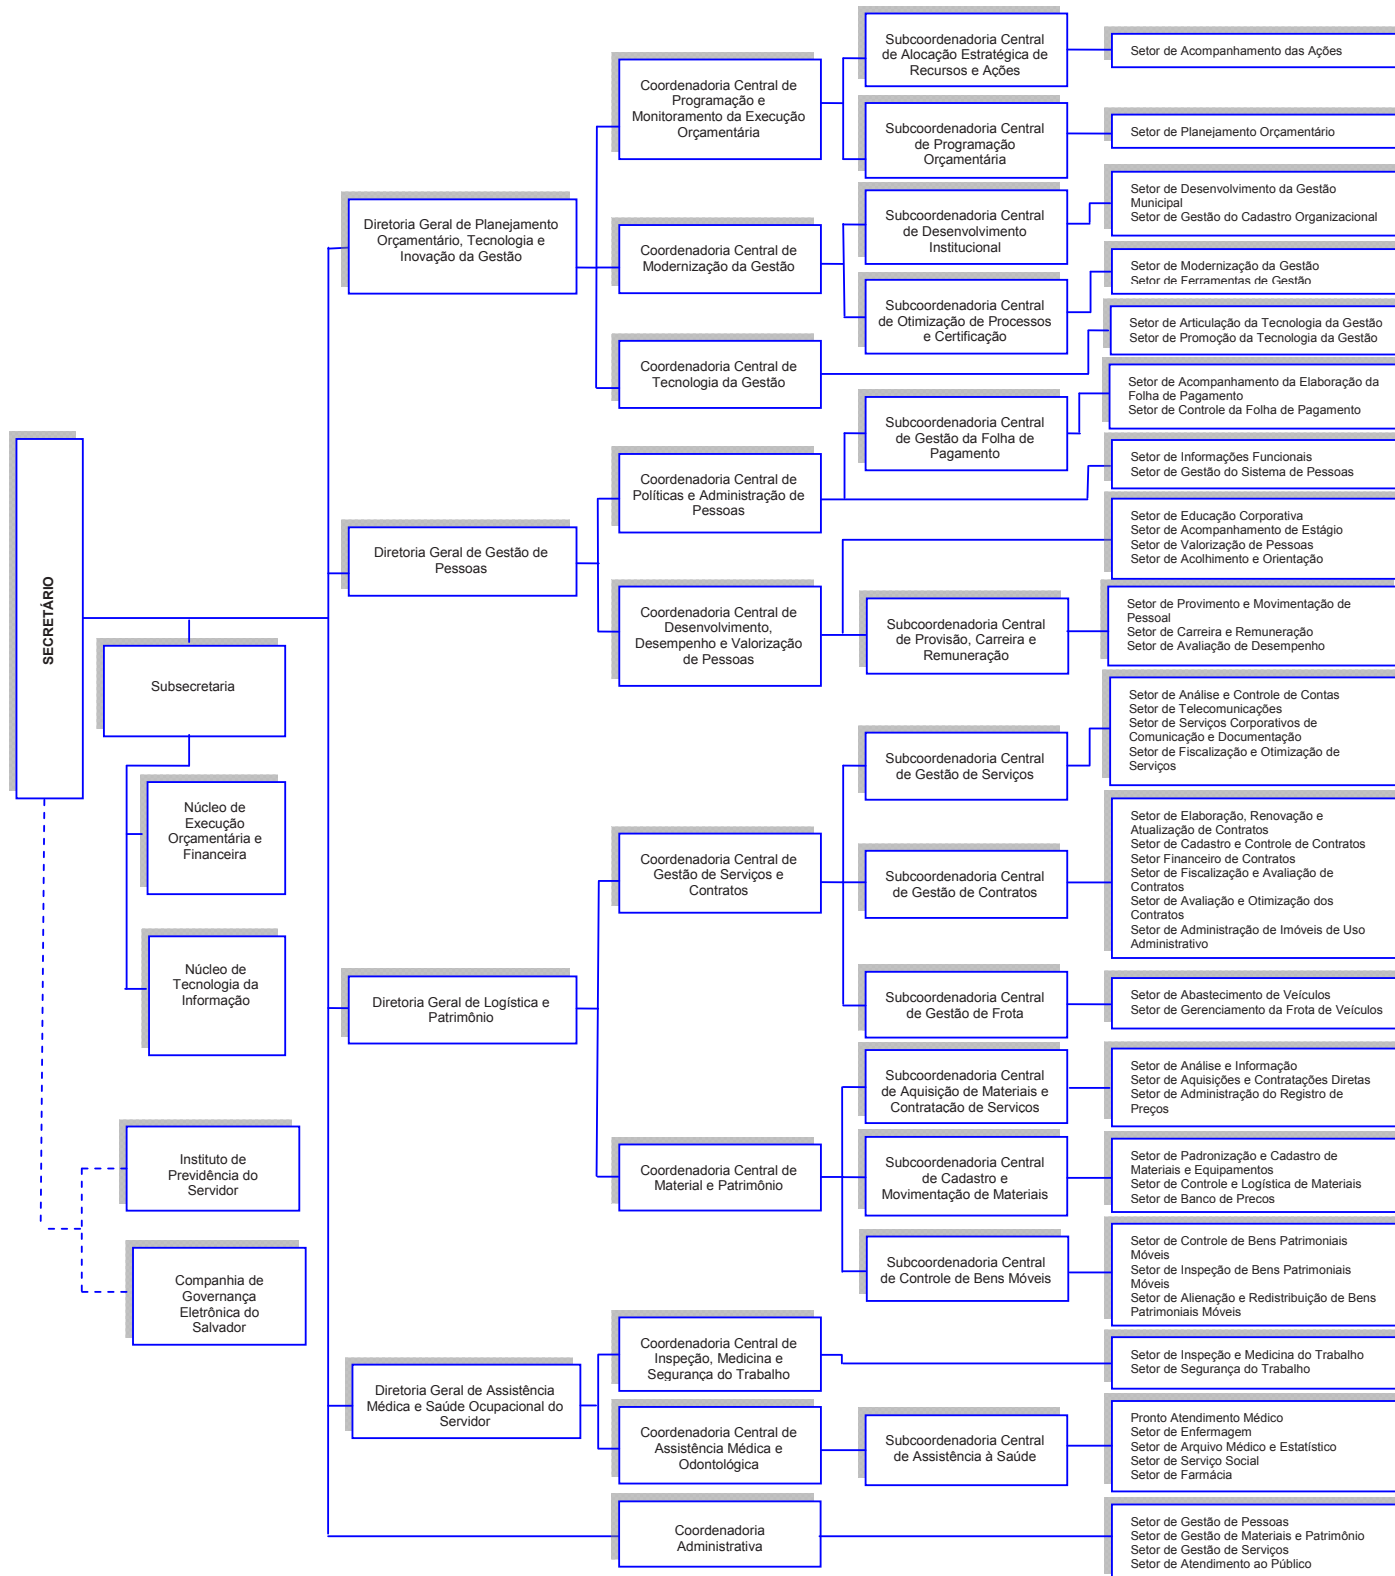 SECRETÁRIO
Subsecretaria
Núcleo de
Execução
Orçamentária e
Financeira
Núcleo de
Tecnologia da
Informação
Instituto de
Previdência do
Servidor
Companhia de
Governança
Eletrônica do
Salvador
Diretoria Geral de Planejamento
Orçamentário, Tecnologia e
Inovação da Gestão
Coordenadoria Central de
Programação e
Monitoramento da Execução
Orçamentária
Subcoordenadoria Central
de Alocação Estratégica de
Recursos e Ações
Setor de Acompanhamento das Ações
Subcoordenadoria Central
de Programação
Orçamentária
Setor de Planejamento Orçamentário
Coordenadoria Central de
Modernização da Gestão
Subcoordenadoria Central
de Desenvolvimento
Institucional
Setor de Desenvolvimento da Gestão
Municipal
Setor de Gestão do Cadastro Organizacional
Subcoordenadoria Central
de Otimização de Processos
e Certificação
Setor de Modernização da Gestão
Setor de Ferramentas de Gestão
Coordenadoria Central de
Tecnologia da Gestão
Setor de Articulação da Tecnologia da Gestão
Setor de Promoção da Tecnologia da Gestão
Diretoria Geral de Gestão de
Pessoas
Coordenadoria Central de
Políticas e Administração de
Pessoas
Subcoordenadoria Central
de Gestão da Folha de
Pagamento
Setor de Acompanhamento da Elaboração da
Folha de Pagamento
Setor de Controle da Folha de Pagamento
Setor de Informações Funcionais
Setor de Gestão do Sistema de Pessoas
Coordenadoria Central de
Desenvolvimento,
Desempenho e Valorização
de Pessoas
Setor de Educação Corporativa
Setor de Acompanhamento de Estágio
Setor de Valorização de Pessoas
Setor de Acolhimento e Orientação
Subcoordenadoria Central
de Provisão, Carreira e
Remuneração
Setor de Provimento e Movimentação de
Pessoal
Setor de Carreira e Remuneração
Setor de Avaliação de Desempenho
Diretoria Geral de Logística e
Patrimônio
Coordenadoria Central de
Gestão de Serviços e
Contratos
Subcoordenadoria Central
de Gestão de Serviços
Setor de Análise e Controle de Contas
Setor de Telecomunicações
Setor de Serviços Corporativos de
Comunicação e Documentação
Setor de Fiscalização e Otimização de
Serviços
Subcoordenadoria Central
de Gestão de Contratos
Setor de Elaboração, Renovação e
Atualização de Contratos
Setor de Cadastro e Controle de Contratos
Setor Financeiro de Contratos
Setor de Fiscalização e Avaliação de
Contratos
Setor de Avaliação e Otimização dos
Contratos
Setor de Administração de Imóveis de Uso
Administrativo
Subcoordenadoria Central
de Gestão de Frota
Setor de Abastecimento de Veículos
Setor de Gerenciamento da Frota de Veículos
Coordenadoria Central de
Material e Patrimônio
Subcoordenadoria Central
de Aquisição de Materiais e
Contratação de Serviços
Setor de Análise e Informação
Setor de Aquisições e Contratações Diretas
Setor de Administração do Registro de
Preços
Subcoordenadoria Central
de Cadastro e
Movimentação de Materiais
Setor de Padronização e Cadastro de
Materiais e Equipamentos
Setor de Controle e Logística de Materiais
Setor de Banco de Preços
Subcoordenadoria Central
de Controle de Bens Móveis
Setor de Controle de Bens Patrimoniais
Móveis
Setor de Inspeção de Bens Patrimoniais
Móveis
Setor de Alienação e Redistribuição de Bens
Patrimoniais Móveis
Diretoria Geral de Assistência
Médica e Saúde Ocupacional do
Servidor
Coordenadoria Central de
Inspeção, Medicina e
Segurança do Trabalho
Setor de Inspeção e Medicina do Trabalho
Setor de Segurança do Trabalho
Coordenadoria Central de
Assistência Médica e
Odontológica
Subcoordenadoria Central
de Assistência à Saúde
Pronto Atendimento Médico
Setor de Enfermagem
Setor de Arquivo Médico e Estatístico
Setor de Serviço Social
Setor de Farmácia
Coordenadoria
Administrativa
Setor de Gestão de Pessoas
Setor de Gestão de Materiais e Patrimônio
Setor de Gestão de Serviços
Setor de Atendimento ao Público